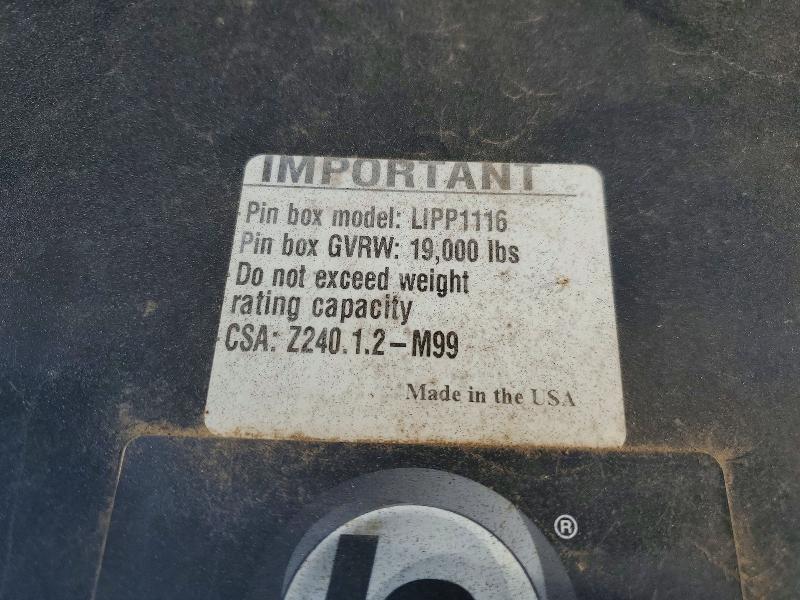 IMPORTANT
Pin box model: LIPP1116
Pin box GVRW: 19,000 lbs
Do not exceed weight
rating capacity
CSA: Z240.1.2-M99
Made in the USA
®